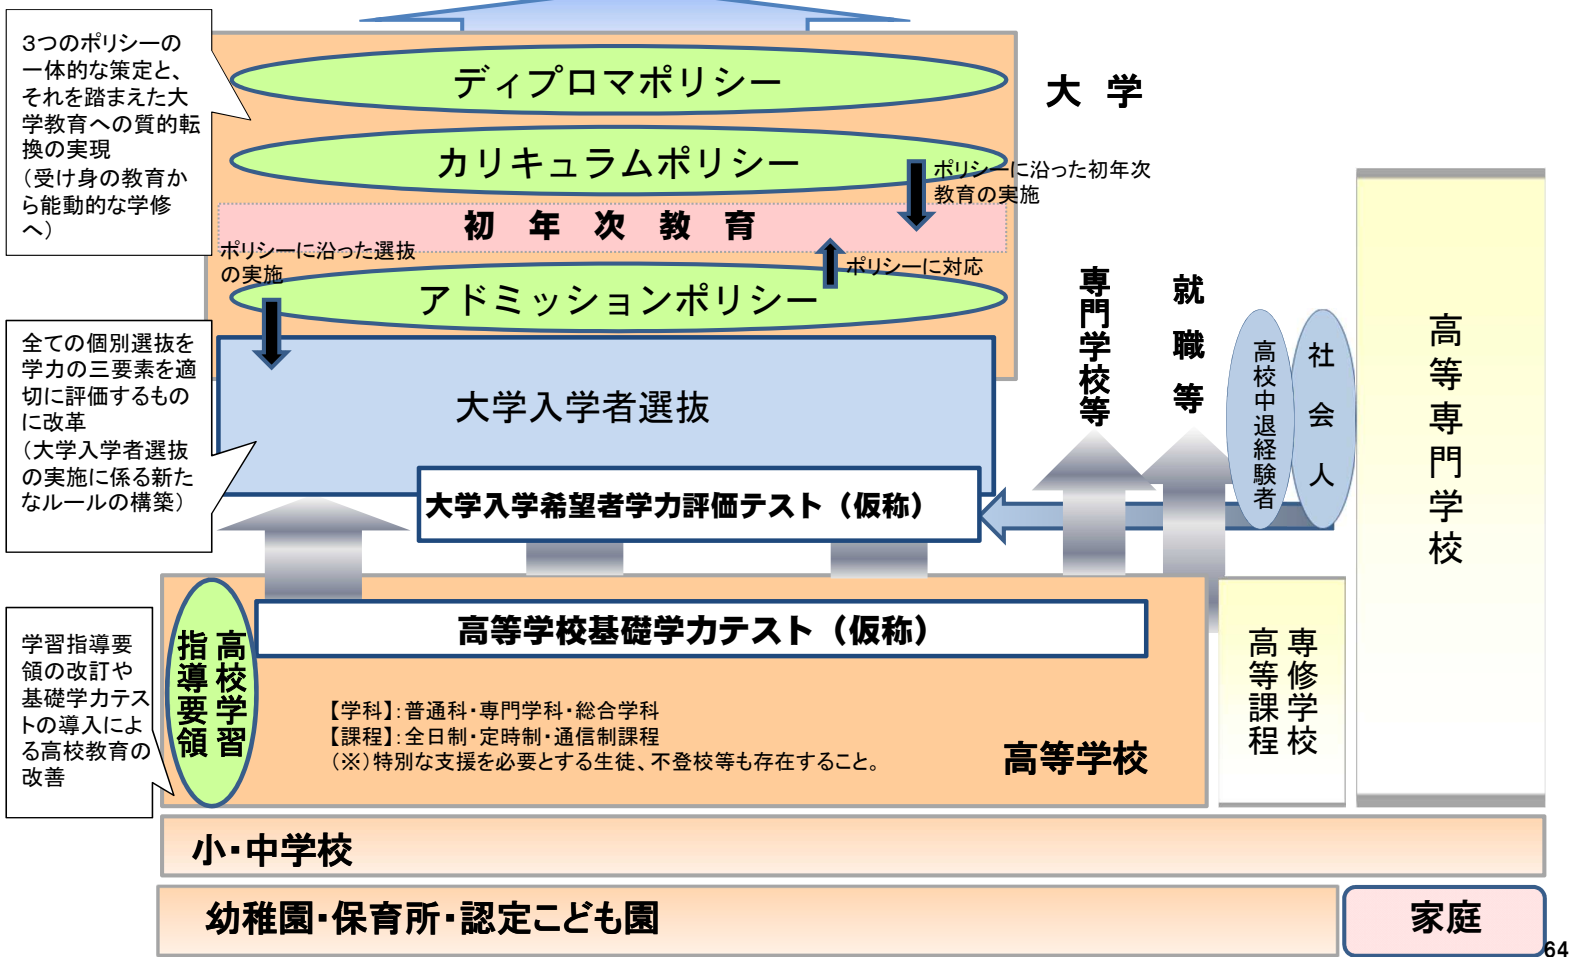 3つのポリシーの
一体的な策定と、
それを踏まえた大
学教育への質的転
換の実現
（受け身の教育か
ら能動的な学修
へ）
ディプロマポリシー
大 学
カリキュラムポリシー
ポリシーに沿った初年次
教育の実施
初 年 次 教 育
ポリシーに沿った選抜
の実施
ポリシーに対応
アドミッションポリシー
全ての個別選抜を
学力の三要素を適
切に評価するもの
に改革
（大学入学者選抜
の実施に係る新た
なルールの構築）
大学入学者選抜
大学入学希望者学力評価テスト（仮称）
専門学校等
就職等
高校中退経験者
社会人
高等専門学校
学習指導要
領の改訂や
基礎学力テス
トの導入によ
る高校教育の
改善
高校学習
指導要領
高等学校基礎学力テスト（仮称）
【学科】：普通科・専門学科・総合学科
【課程】：全日制・定時制・通信制課程
（※）特別な支援を必要とする生徒、不登校等も存在すること。
高等学校
専修学校
高等課程
小・中学校
幼稚園・保育所・認定こども園
家庭
64